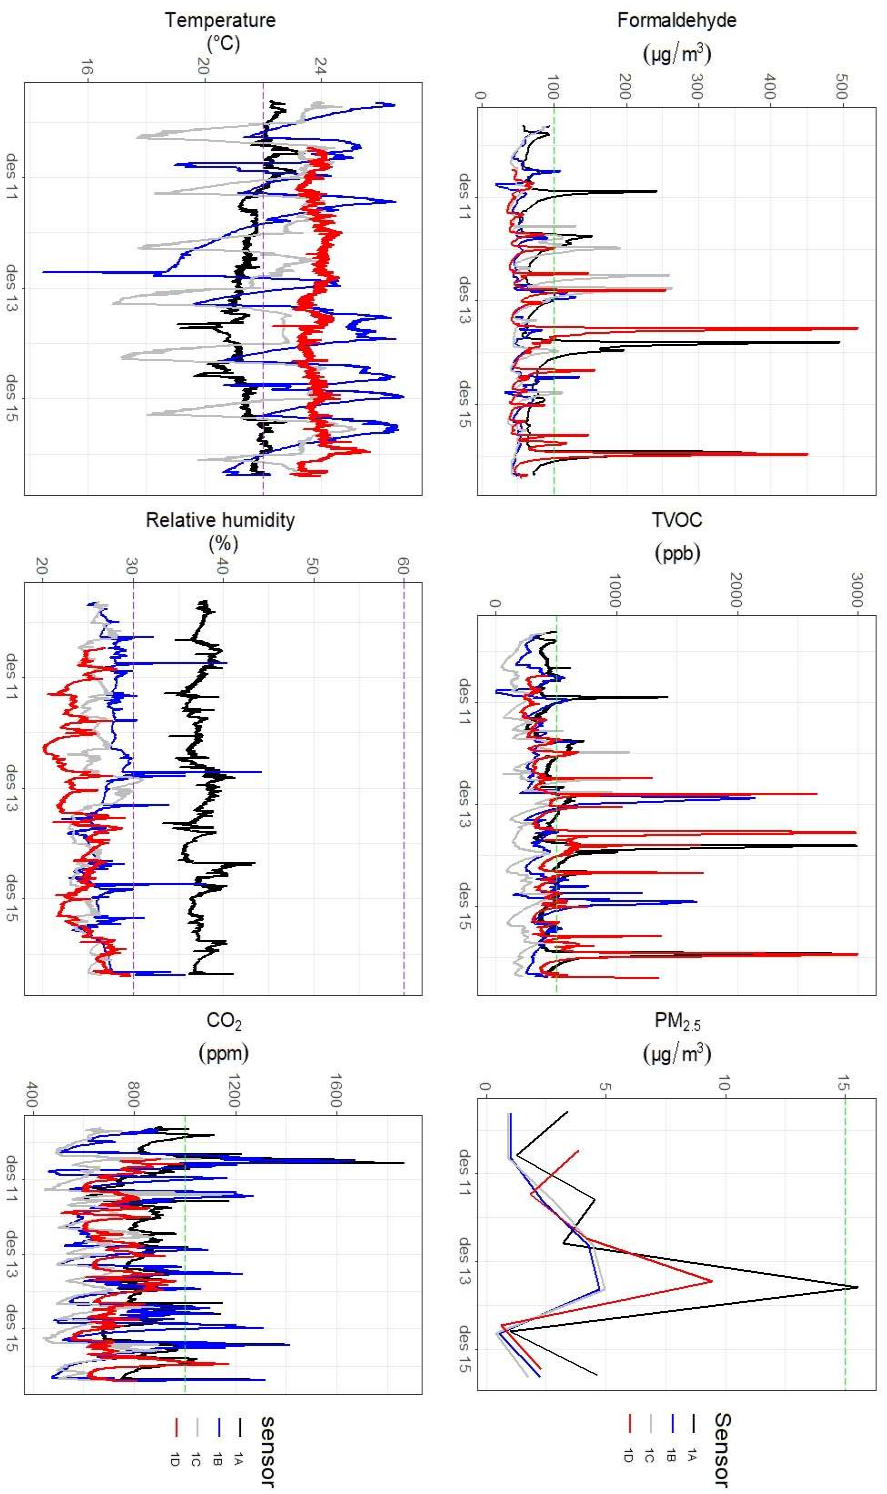 Temperature
(°C)
16
20
24
des 11
des 13
des 15
Formaldehyde
(µg/m³)
0
100
200
300
400
500
des 11
des 13
des 15
Relative humidity
(%)
20
30
40
50
60
des 11
des 13
des 15
TVOC
(ppb)
0
1000
2000
3000
des 11
des 13
des 15
CO₂
(ppm)
400
800
1200
1600
des 11
des 13
des 15
PM₂.₅
(µg/m³)
0
5
10
15
des 11
des 13
des 15
sensor
1A
1B
1C
1D
Sensor
1A
1B
1C
1D